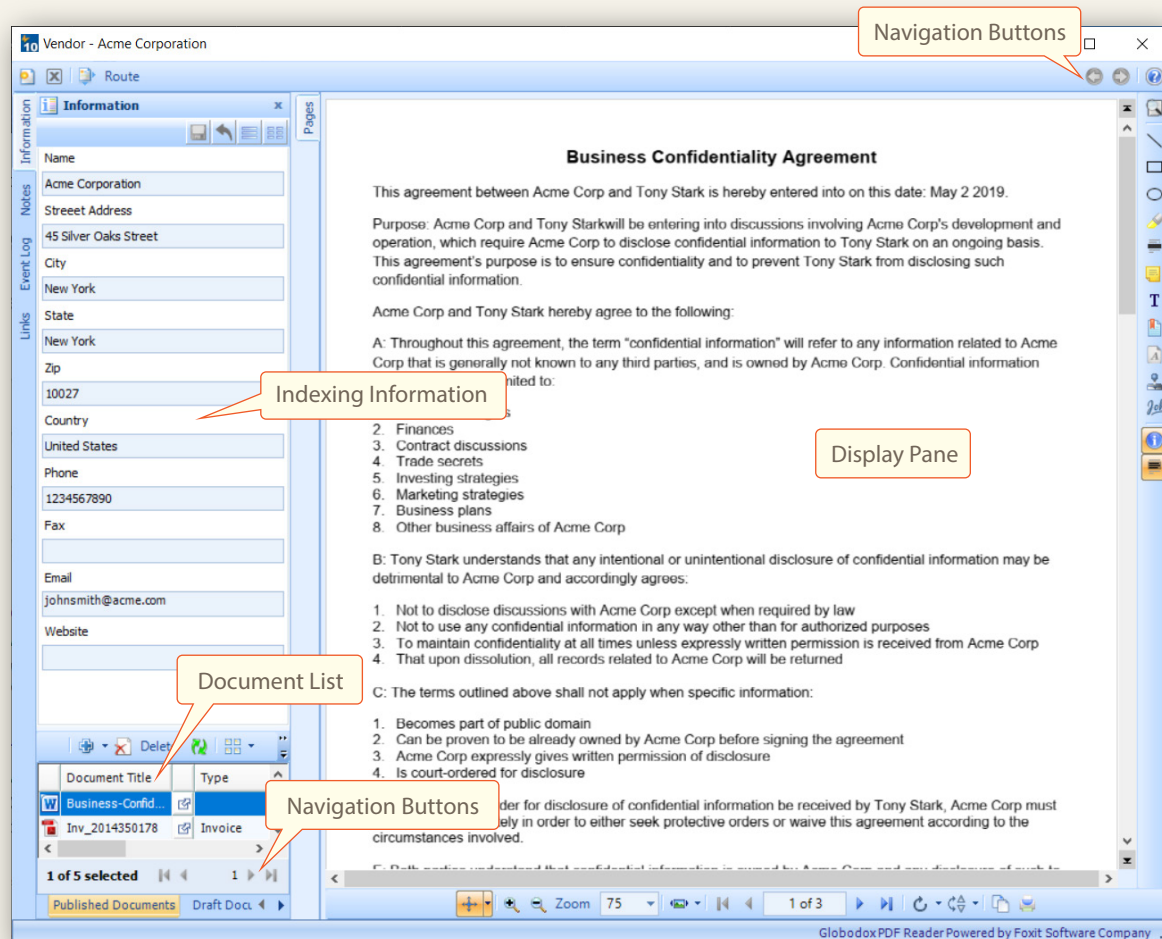 Navigation Buttons
10 Vendor - Acme Corporation
Route
Information
Notes
Event Log
Links
Information
Pages
Name
Acme Corporation
Streeet Address
45 Silver Oaks Street
City
New York
State
New York
Zip
10027
Country
United States
Phone
1234567890
Fax
Email
johnsmith@acme.com
Website
Indexing Information
Document List
Delet
Document Title Type
W Business-Confid...
Inv_2014350178 Invoice
Navigation Buttons
1 of 5 selected 1
Published Documents Draft Docu
Business Confidentiality Agreement
This agreement between Acme Corp and Tony Stark is hereby entered into on this date: May 2 2019.
Purpose: Acme Corp and Tony Starkwill be entering into discussions involving Acme Corp's development and
operation, which require Acme Corp to disclose confidential information to Tony Stark on an ongoing basis.
This agreement's purpose is to ensure confidentiality and to prevent Tony Stark from disclosing such
confidential information.
Acme Corp and Tony Stark hereby agree to the following:
A: Throughout this agreement, the term “confidential information” will refer to any information related to Acme
Corp that is generally not known to any third parties, and is owned by Acme Corp. Confidential information
mited to:
2. Finances
3. Contract discussions
4. Trade secrets
5. Investing strategies
6. Marketing strategies
7. Business plans
8. Other business affairs of Acme Corp
Display Pane
B: Tony Stark understands that any intentional or unintentional disclosure of confidential information may be
detrimental to Acme Corp and accordingly agrees:
1. Not to disclose discussions with Acme Corp except when required by law
2. Not to use any confidential information in any way other than for authorized purposes
3. To maintain confidentiality at all times unless expressly written permission is received from Acme Corp
4. That upon dissolution, all records related to Acme Corp will be returned
C: The terms outlined above shall not apply when specific information:
1. Becomes part of public domain
2. Can be proven to be already owned by Acme Corp before signing the agreement
3. Acme Corp expressly gives written permission of disclosure
4. Is court-ordered for disclosure
der for disclosure of confidential information be received by Tony Stark, Acme Corp must
ely in order to either seek protective orders or waive this agreement according to the
circumstances involved.
T
Zoom 75 1 of 3
Globodox PDF Reader Powered by Foxit Software Company